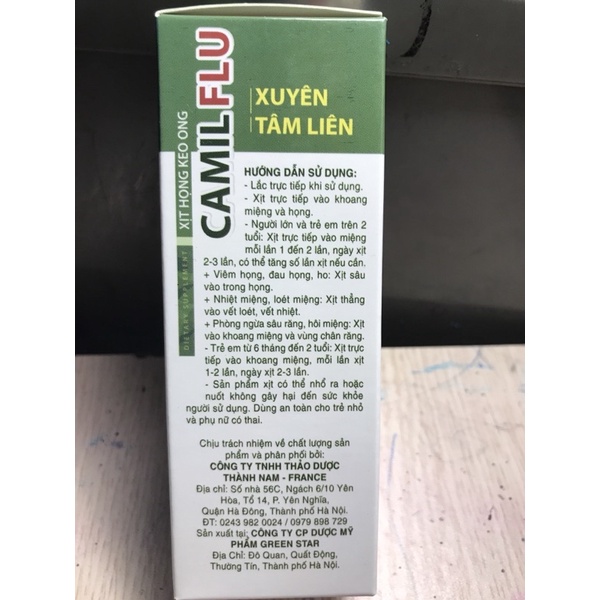 XỊT HỌNG KEO ONG
CAMILFLU
DIETARY SUPPLEMENT
XUYÊN
TÂM LIÊN
HƯỚNG DẪN SỬ DỤNG:
- Lắc trực tiếp khi sử dụng.
- Xịt trực tiếp vào khoang
miệng và họng.
- Người lớn và trẻ em trên 2
tuổi: Xịt trực tiếp vào miệng
mỗi lần 1 đến 2 lần, ngày xịt
2-3 lần, có thể tăng số lần xịt nếu cần.
+ Viêm họng, đau họng, ho: Xịt sâu
vào trong họng.
+ Nhiệt miệng, loét miệng: Xịt thẳng
vào vết loét, vết nhiệt.
+ Phòng ngừa sâu răng, hôi miệng: Xịt
vào khoang miệng và vùng chân răng.
- Trẻ em từ 6 tháng đến 2 tuổi: Xịt trực
tiếp vào khoang miệng, mỗi lần xịt
1-2 lần, ngày xịt 2-3 lần.
- Sản phẩm xịt có thể nhổ ra hoặc
nuốt không gây hại đến sức khỏe
người sử dụng. Dùng an toàn cho trẻ nhỏ
và phụ nữ có thai.
Chịu trách nhiệm về chất lượng sản
phẩm và phân phối bởi:
CÔNG TY TNHH THẢO DƯỢC
THÀNH NAM - FRANCE
Địa chỉ: Số nhà 56C, Ngách 6/10 Yên
Hòa, Tổ 14, P. Yên Nghĩa,
Quận Hà Đông, Thành phố Hà Nội.
ĐT: 0243 982 0024 / 0979 898 729
Sản xuất tại: CÔNG TY CP DƯỢC MỸ
PHẨM GREEN STAR
Địa Chỉ: Đô Quan, Quất Động,
Thường Tín, Thành phố Hà Nội.